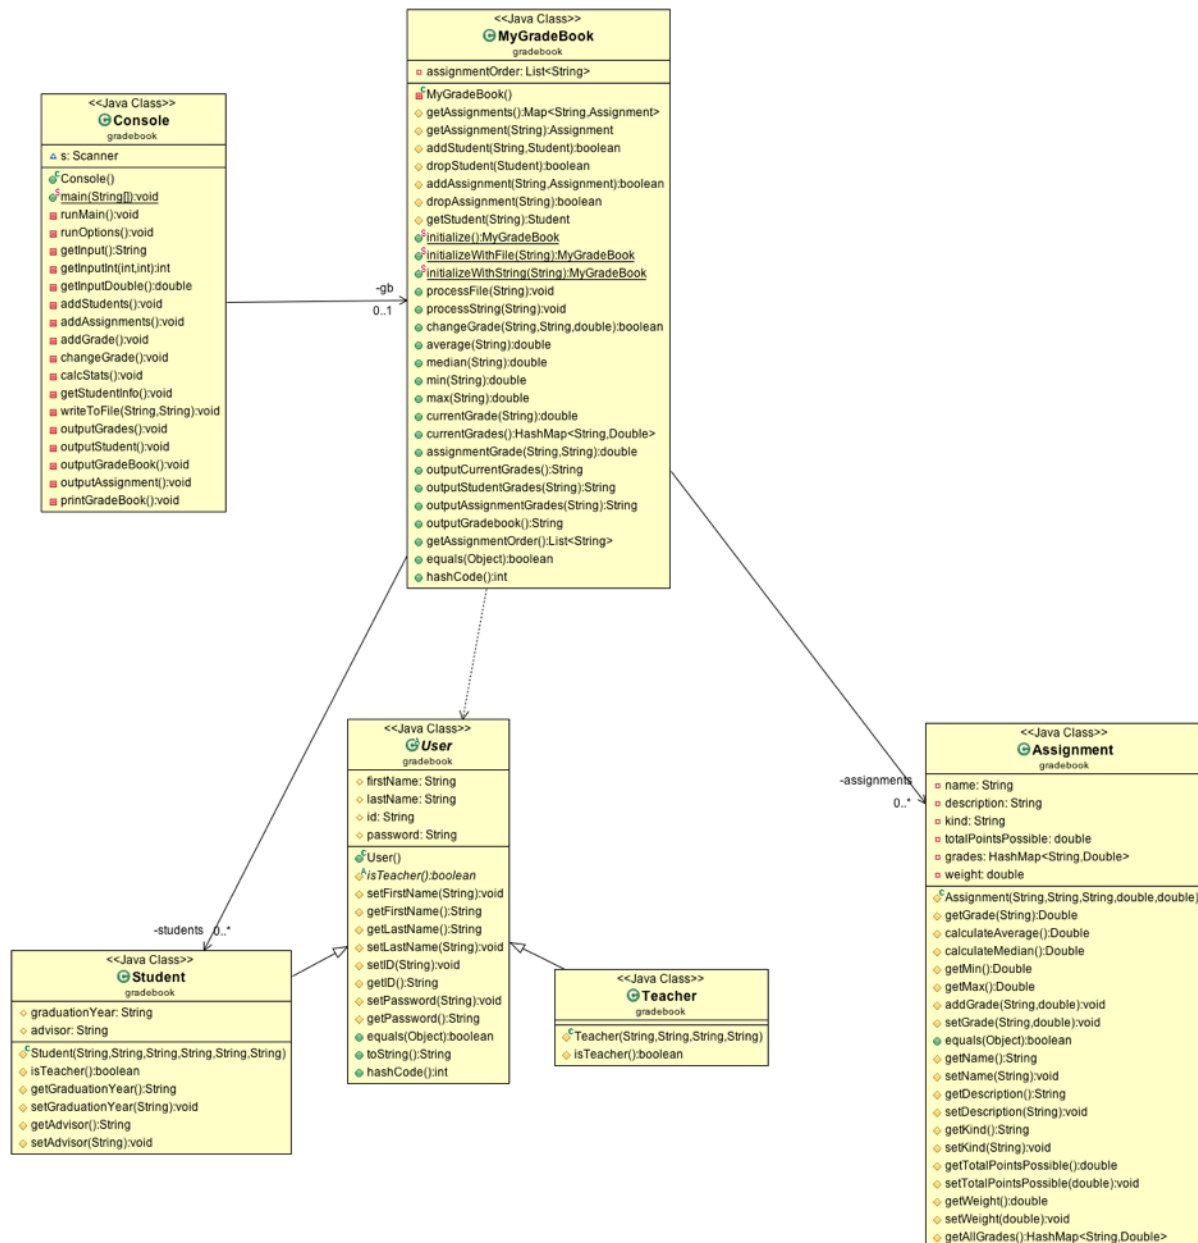 <<Java Class>>
MyGradeBook
gradebook
assignmentOrder: List<String>
MyGradeBook()
getAssignments():Map<String,Assignment>
getAssignment(String):Assignment
addStudent(String,Student):boolean
dropStudent(Student):boolean
addAssignment(String,Assignment):boolean
dropAssignment(String):boolean
getStudent(String):Student
initialize():MyGradeBook
initializeWithFile(String):MyGradeBook
initializeWithString(String):MyGradeBook
processFile(String):void
processString(String):void
changeGrade(String,String,double):boolean
average(String):double
median(String):double
min(String):double
max(String):double
currentGrade(String):double
currentGrades():HashMap<String,Double>
assignmentGrade(String,String):double
outputCurrentGrades():String
outputStudentGrades(String):String
outputAssignmentGrades(String):String
outputGradebook():String
getAssignmentOrder():List<String>
equals(Object):boolean
hashCode():int
<<Java Class>>
Console
gradebook
s: Scanner
Console()
main(String[]):void
runMain():void
runOptions():void
getInput():String
getInputInt(int,int):int
getInputDouble():double
addStudents():void
addAssignments():void
addGrade():void
changeGrade():void
calcStats():void
getStudentInfo():void
writeToFile(String,String):void
outputGrades():void
outputStudent():void
outputGradeBook():void
outputAssignment():void
printGradeBook():void
-gb
0..1
<<Java Class>>
User
gradebook
firstName: String
lastName: String
id: String
password: String
User()
isTeacher():boolean
setFirstName(String):void
getFirstName():String
getLastName():String
setLastName(String):void
setID(String):void
getID():String
setPassword(String):void
getPassword():String
equals(Object):boolean
toString():String
hashCode():int
-assignments
0..*
<<Java Class>>
Assignment
gradebook
name: String
description: String
kind: String
totalPointsPossible: double
grades: HashMap<String,Double>
weight: double
Assignment(String,String,String,double,double)
getGrade(String):Double
calculateAverage():Double
calculateMedian():Double
getMin():Double
getMax():Double
addGrade(String,double):void
setGrade(String,double):void
equals(Object):boolean
getName():String
setName(String):void
getDescription():String
setDescription(String):void
getKind():String
setKind(String):void
getTotalPointsPossible():double
setTotalPointsPossible(double):void
getWeight():double
setWeight(double):void
getAllGrades():HashMap<String,Double>
-students 0..*
<<Java Class>>
Student
gradebook
graduationYear: String
advisor: String
Student(String,String,String,String,String,String)
isTeacher():boolean
getGraduationYear():String
setGraduationYear(String):void
getAdvisor():String
setAdvisor(String):void
<<Java Class>>
Teacher
gradebook
Teacher(String,String,String,String)
isTeacher():boolean